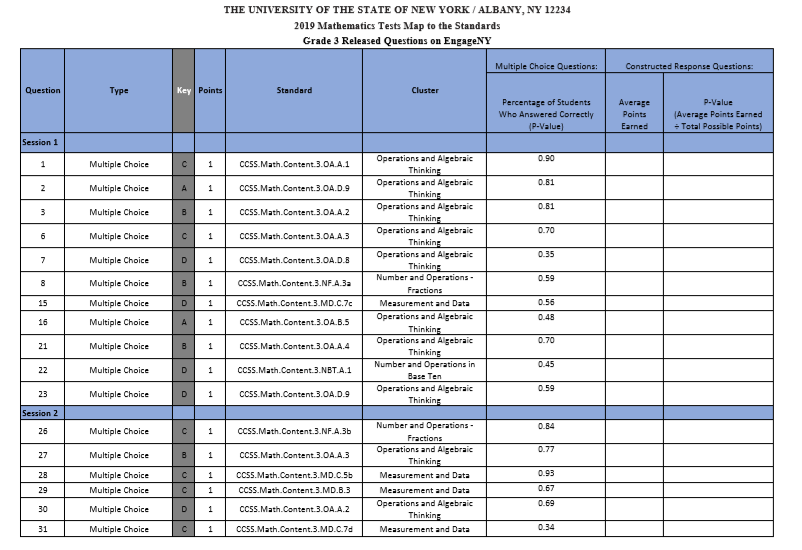 THE UNIVERSITY OF THE STATE OF NEW YORK / ALBANY, NY 12234
2019 Mathematics Tests Map to the Standards
Grade 3 Released Questions on EngageNY
Multiple Choice Questions: Constructed Response Questions:
Question Type Key Points Standard Cluster
Percentage of Students Average P-Value
Who Answered Correctly Points (Average Points Earned
(P-Value) Earned ÷ Total Possible Points)
Session 1
1 Multiple Choice C 1 CCSS.Math.Content.3.OA.A.1 Operations and Algebraic 0.90
Thinking
2 Multiple Choice A 1 CCSS.Math.Content.3.OA.D.9 Operations and Algebraic 0.81
Thinking
3 Multiple Choice B 1 CCSS.Math.Content.3.OA.A.2 Operations and Algebraic 0.81
Thinking
6 Multiple Choice C 1 CCSS.Math.Content.3.OA.A.3 Operations and Algebraic 0.70
Thinking
7 Multiple Choice D 1 CCSS.Math.Content.3.OA.D.8 Operations and Algebraic 0.35
Thinking
8 Multiple Choice B 1 CCSS.Math.Content.3.NF.A.3a Number and Operations - 0.59
Fractions
15 Multiple Choice D 1 CCSS.Math.Content.3.MD.C.7c Measurement and Data 0.56
16 Multiple Choice A 1 CCSS.Math.Content.3.OA.B.5 Operations and Algebraic 0.48
Thinking
21 Multiple Choice B 1 CCSS.Math.Content.3.OA.A.4 Operations and Algebraic 0.70
Thinking
22 Multiple Choice D 1 CCSS.Math.Content.3.NBT.A.1 Number and Operations in 0.45
Base Ten
23 Multiple Choice D 1 CCSS.Math.Content.3.OA.D.9 Operations and Algebraic 0.59
Thinking
Session 2
26 Multiple Choice C 1 CCSS.Math.Content.3.NF.A.3b Number and Operations - 0.84
Fractions
27 Multiple Choice B 1 CCSS.Math.Content.3.OA.A.3 Operations and Algebraic 0.77
Thinking
28 Multiple Choice C 1 CCSS.Math.Content.3.MD.C.5b Measurement and Data 0.93
29 Multiple Choice C 1 CCSS.Math.Content.3.MD.B.3 Measurement and Data 0.67
30 Multiple Choice D 1 CCSS.Math.Content.3.OA.A.2 Operations and Algebraic 0.69
Thinking
31 Multiple Choice C 1 CCSS.Math.Content.3.MD.C.7d Measurement and Data 0.34